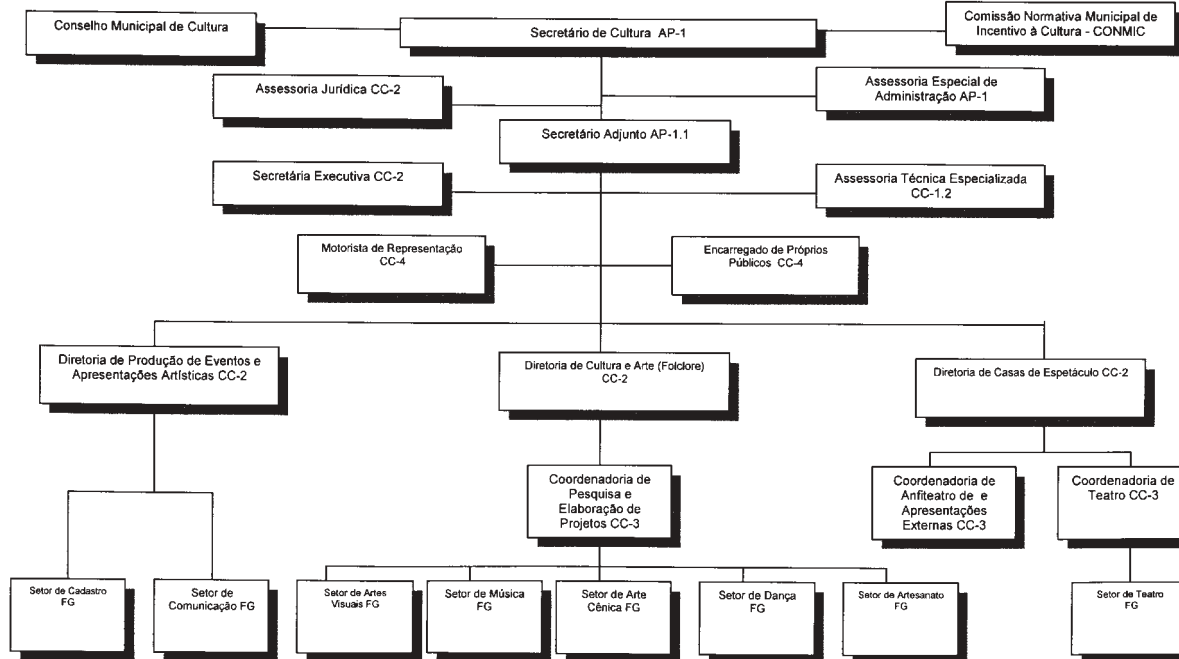 Conselho Municipal de Cultura
Secretário de Cultura AP-1
Comissão Normativa Municipal de
Incentivo à Cultura - CONMIC
Assessoria Jurídica CC-2
Assessoria Especial de
Administração AP-1
Secretário Adjunto AP-1.1
Secretária Executiva CC-2
Assessoria Técnica Especializada
CC-1.2
Motorista de Representação
CC-4
Encarregado de Próprios
Públicos CC-4
Diretoria de Produção de Eventos e
Apresentações Artísticas CC-2
Diretoria de Cultura e Arte (Folclore)
CC-2
Diretoria de Casas de Espetáculo CC-2
Coordenadoria de
Pesquisa e
Elaboração de
Projetos CC-3
Coordenadoria de
Anfiteatro de e
Apresentações
Externas CC-3
Coordenadoria de
Teatro CC-3
Setor de Cadastro
FG
Setor de
Comunicação FG
Setor de Artes
Visuais FG
Setor de Música
FG
Setor de Arte
Cênica FG
Setor de Dança
FG
Setor de Artesanato
FG
Setor de Teatro
FG